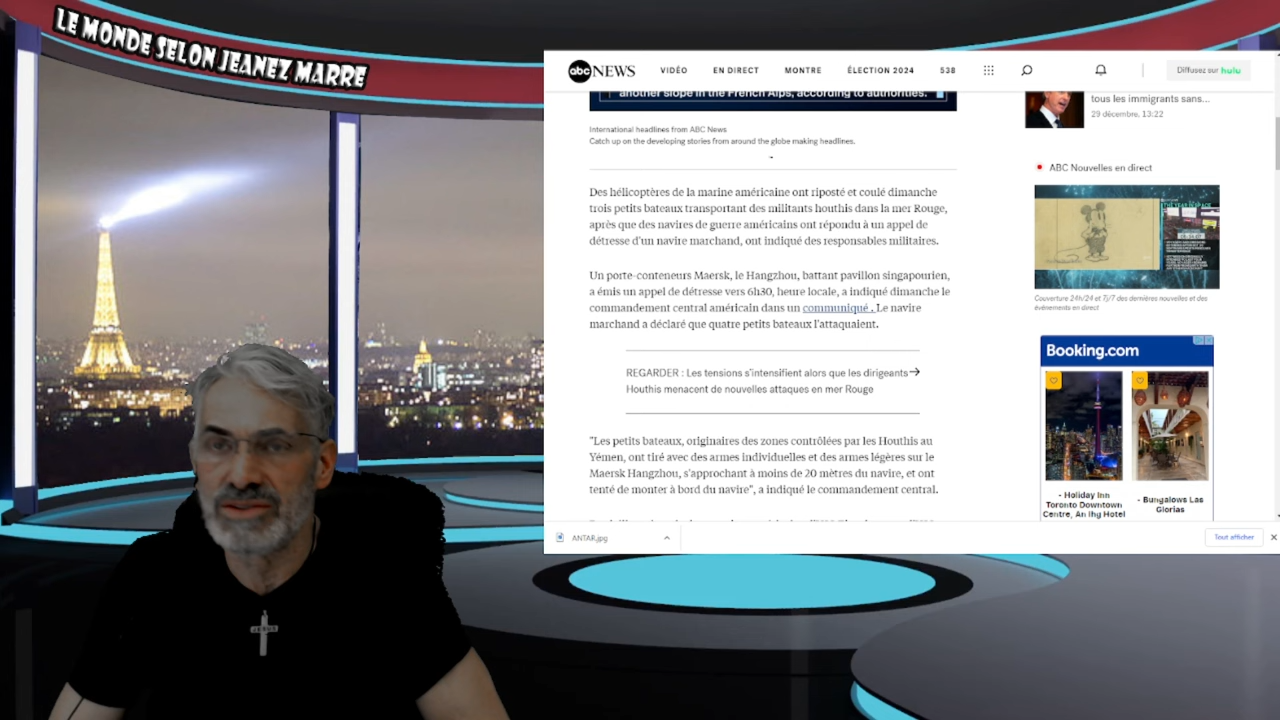 LE MONDE SELON JEANEZ MARRE
abc NEWS VIDÉO EN DIRECT MONTRE ÉLECTION 2024 538 Diffusez sur hulu
another slope in the French Alps, according to authorities.
International headlines from ABC News
Catch up on the developing stories from around the globe making headlines.
Des hélicoptères de la marine américaine ont riposté et coulé dimanche
trois petits bateaux transportant des militants houthis dans la mer Rouge,
après que des navires de guerre américains ont répondu à un appel de
détresse d'un navire marchand, ont indiqué des responsables militaires.
Un porte-conteneurs Maersk, le Hangzhou, battant pavillon singapourien,
a émis un appel de détresse vers 6h30, heure locale, a indiqué dimanche le
commandement central américain dans un communiqué . Le navire
marchand a déclaré que quatre petits bateaux l'attaquaient.
REGARDER : Les tensions s'intensifient alors que les dirigeants
Houthis menacent de nouvelles attaques en mer Rouge
"Les petits bateaux, originaires des zones contrôlées par les Houthis au
Yémen, ont tiré avec des armes individuelles et des armes légères sur le
Maersk Hangzhou, s'approchant à moins de 20 mètres du navire, et ont
tenté de monter à bord du navire", a indiqué le commandement central.
tous les immigrants sans...
29 décembre, 13:22
ABC Nouvelles en direct
Couverture 24h/24 et 7j/7 des dernières nouvelles et des
événements en direct
Booking.com
- Holiday Inn
Toronto Downtown
Centre, An Ihg Hotel
- Bungalows Las
Glorias
ANTAR.jpg
Tout afficher
JESUS